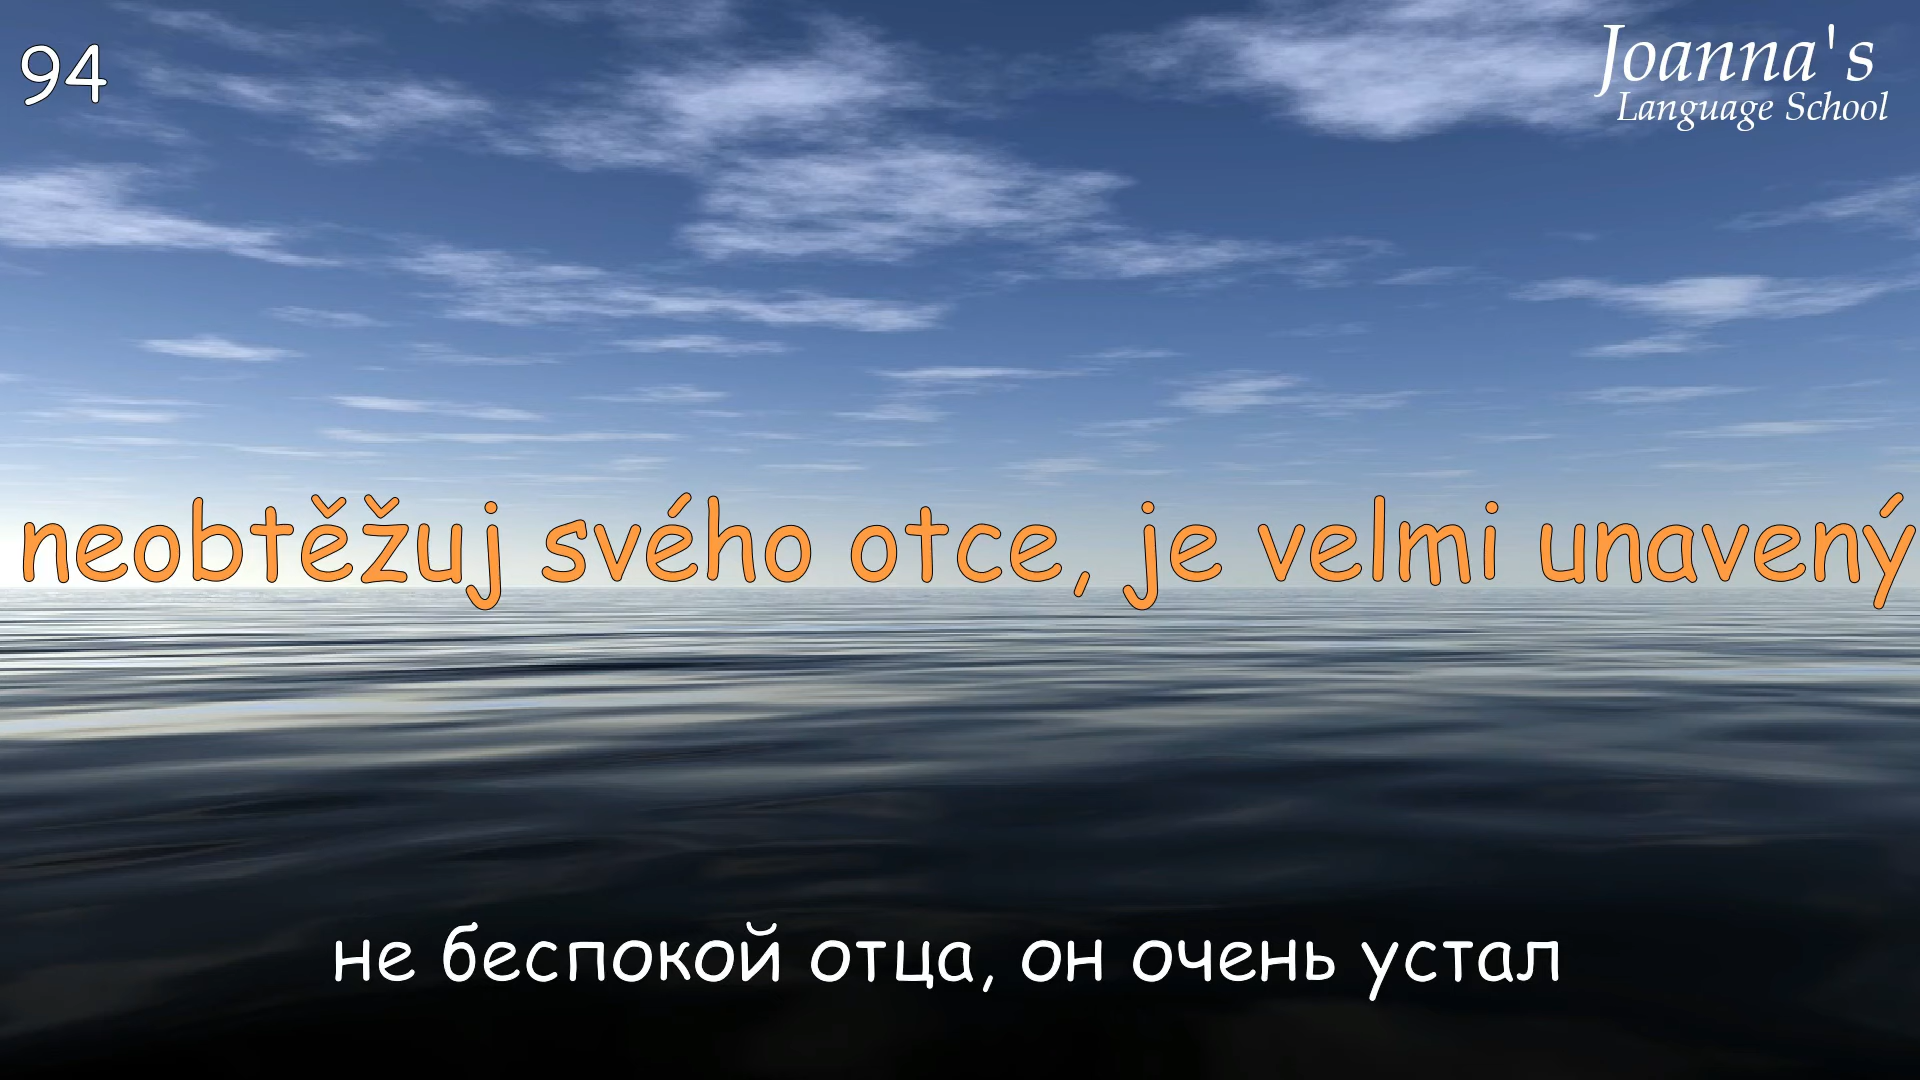 94
Joanna's
Language School
neobtěžuj svého otce, je velmi unavený
не беспокой отца, он очень устал